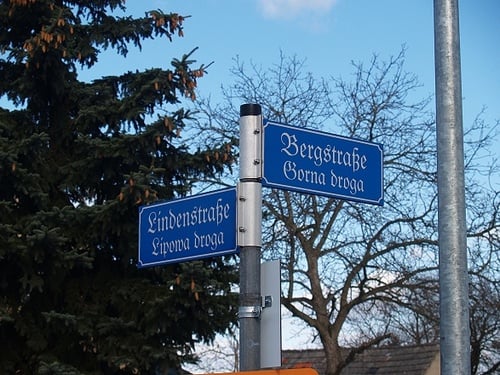 Bergstraße
Gorna droga
Lindenstraße
Lipowa droga